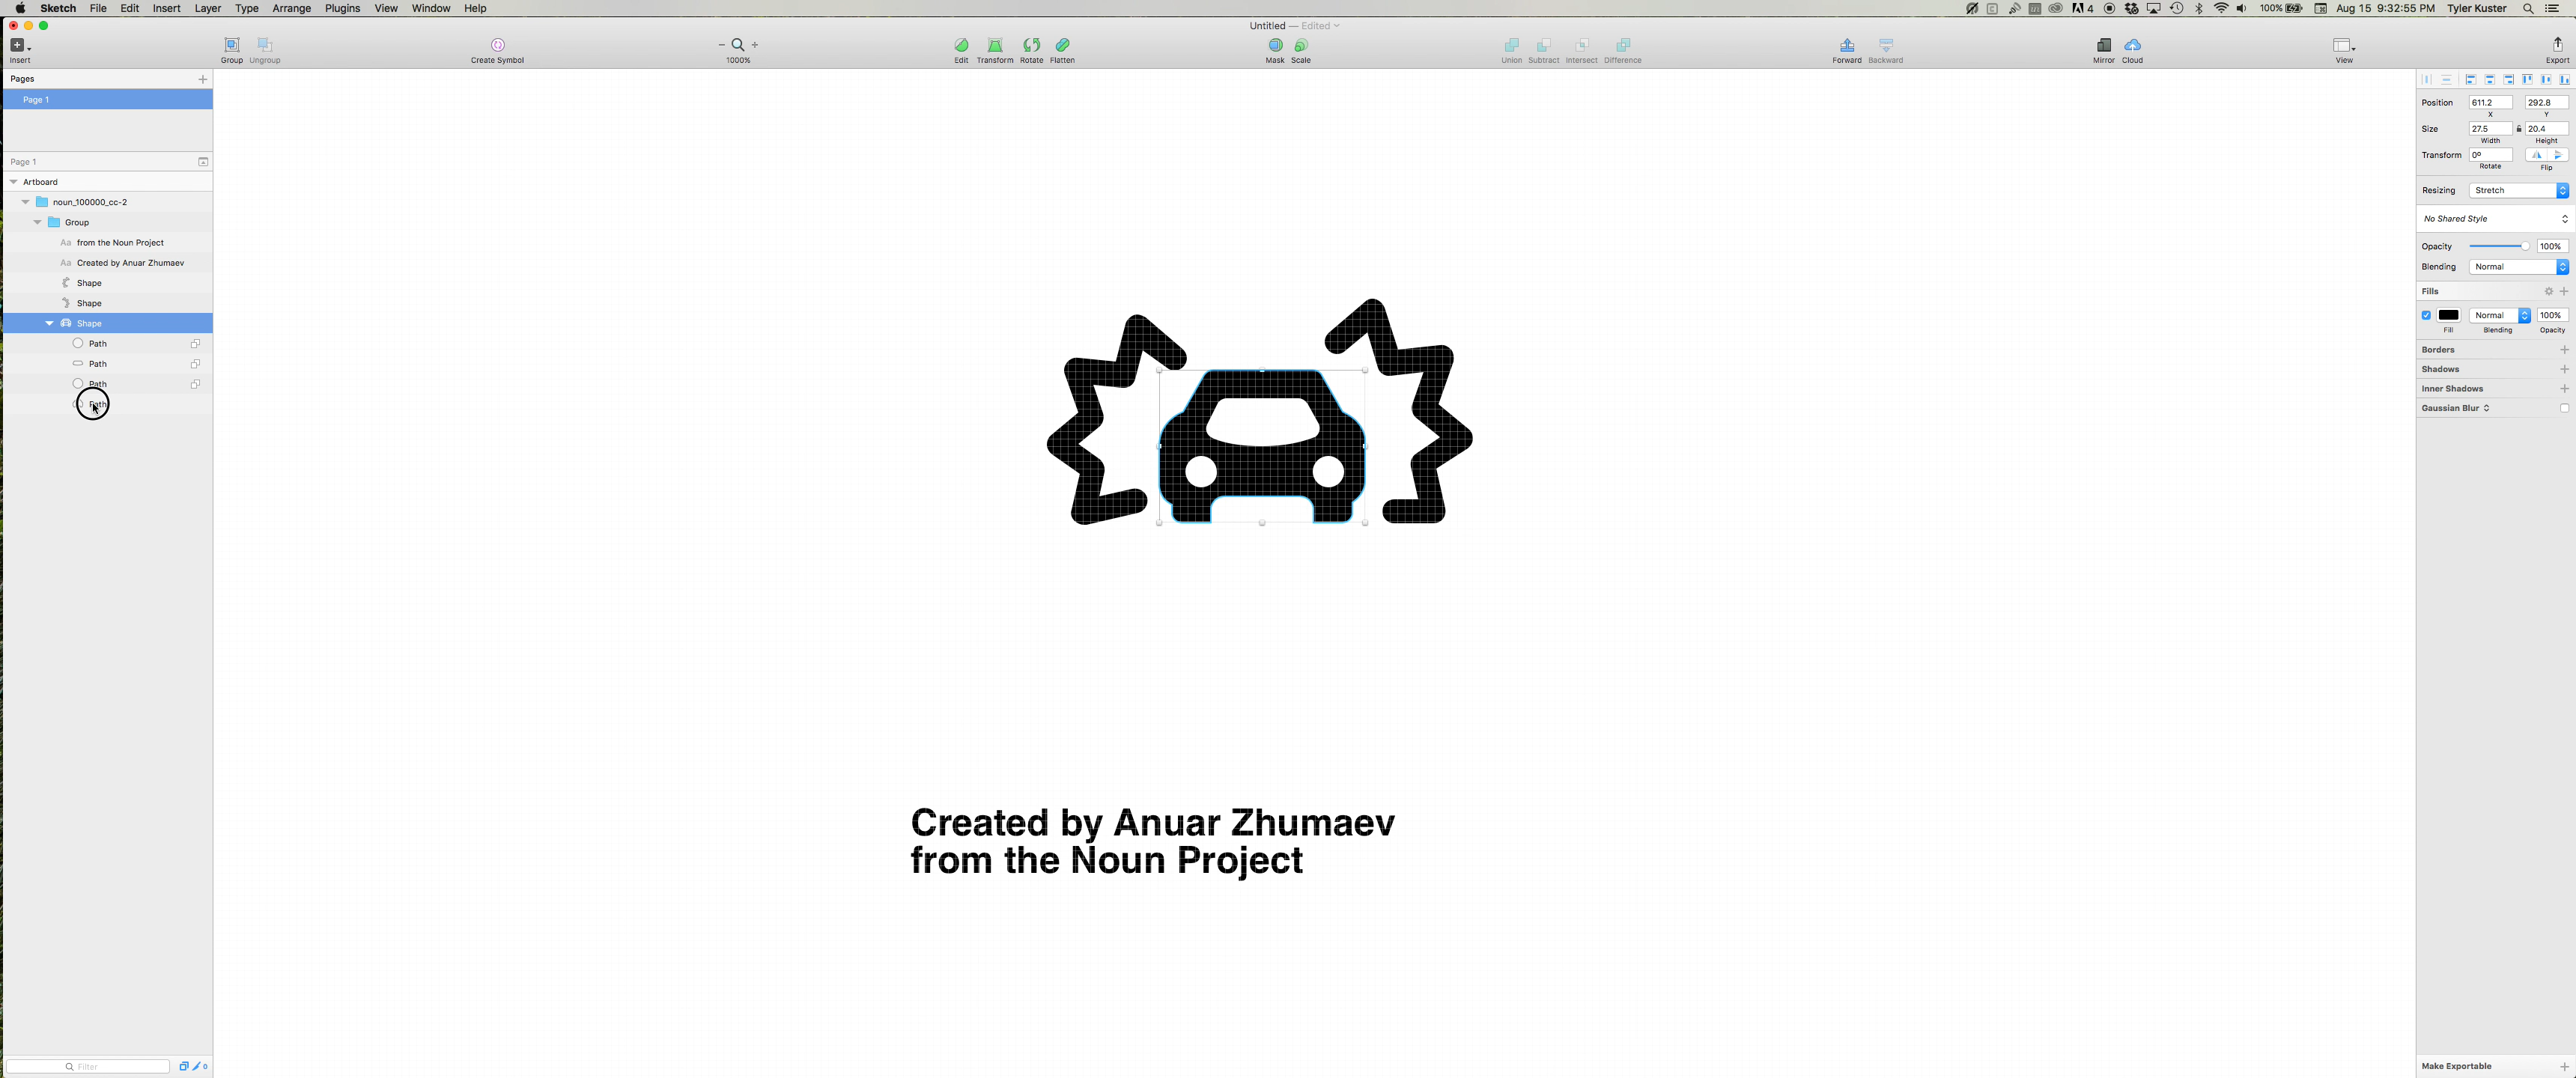 Sketch File Edit Insert Layer Type Arrange Plugins View Window Help
4 100% Aug 15 9:32:55 PM Tyler Kuster
Untitled — Edited
Insert Group Ungroup Create Symbol 1000% Edit Transform Rotate Flatten Mask Scale Union Subtract Intersect Difference Forward Backward Mirror Cloud View Export
Pages
Page 1
Page 1
Artboard
noun_100000_cc-2
Group
Aa from the Noun Project
Aa Created by Anuar Zhumaev
Shape
Shape
Shape
Path
Path
Path
Path
Filter
0
Created by Anuar Zhumaev
from the Noun Project
Position 611.2 292.8
X Y
Size 27.5 20.4
Width Height
Transform 0º
Rotate Flip
Resizing Stretch
No Shared Style
Opacity 100%
Blending Normal
Fills
Normal 100%
Fill Blending Opacity
Borders
Shadows
Inner Shadows
Gaussian Blur
Make Exportable